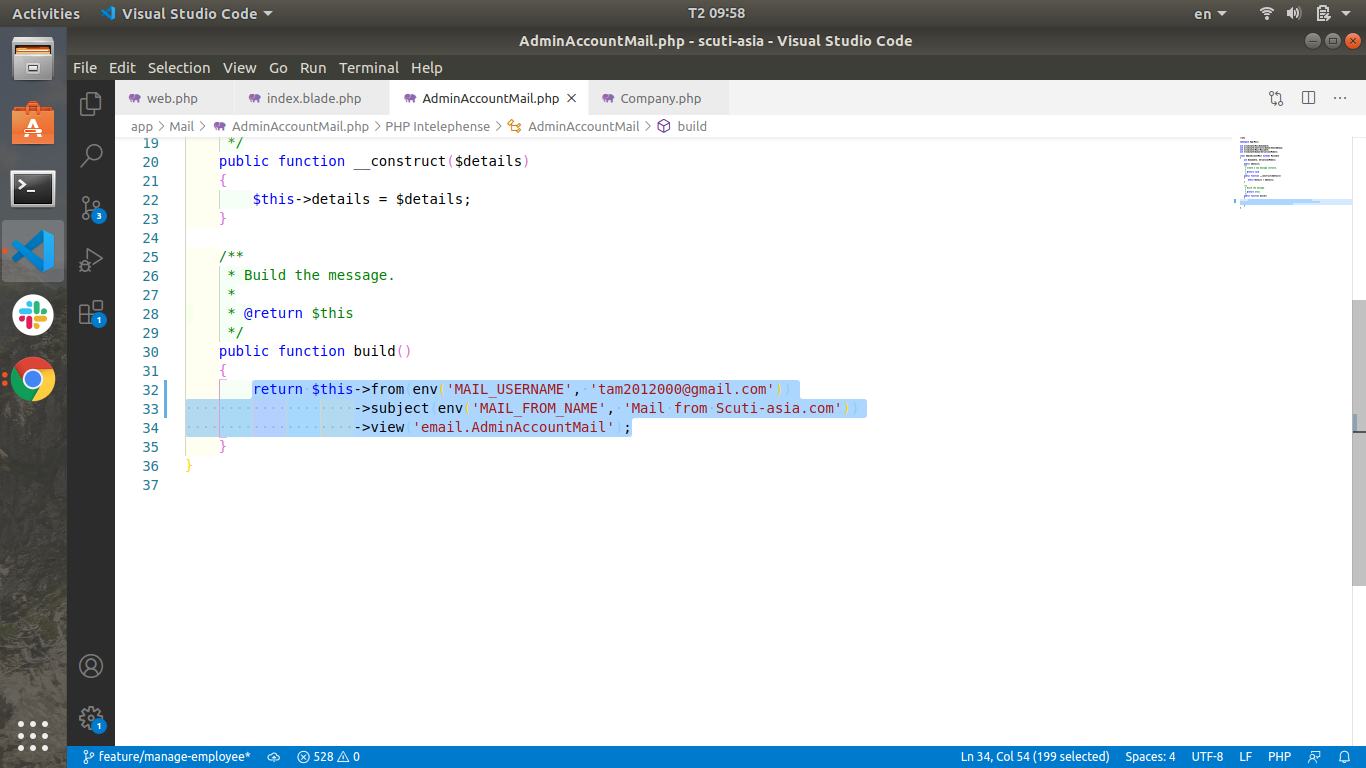 Activities Visual Studio Code T2 09:58 en
AdminAccountMail.php - scuti-asia - Visual Studio Code
File Edit Selection View Go Run Terminal Help
web.php index.blade.php AdminAccountMail.php Company.php
app > Mail > AdminAccountMail.php > PHP Intelephense > AdminAccountMail > build
19 */
20 public function __construct($details)
21 {
22 $this->details = $details;
23 }
24
25 /**
26 * Build the message.
27 *
28 * @return $this
29 */
30 public function build()
31 {
32 return $this->from(env('MAIL_USERNAME', 'tam2012000@gmail.com'))
33 ->subject(env('MAIL_FROM_NAME', 'Mail from Scuti-asia.com'))
34 ->view('email.AdminAccountMail');
35 }
36 }
37
3
1
1
feature/manage-employee* 528 0 Ln 34, Col 54 (199 selected) Spaces: 4 UTF-8 LF PHP